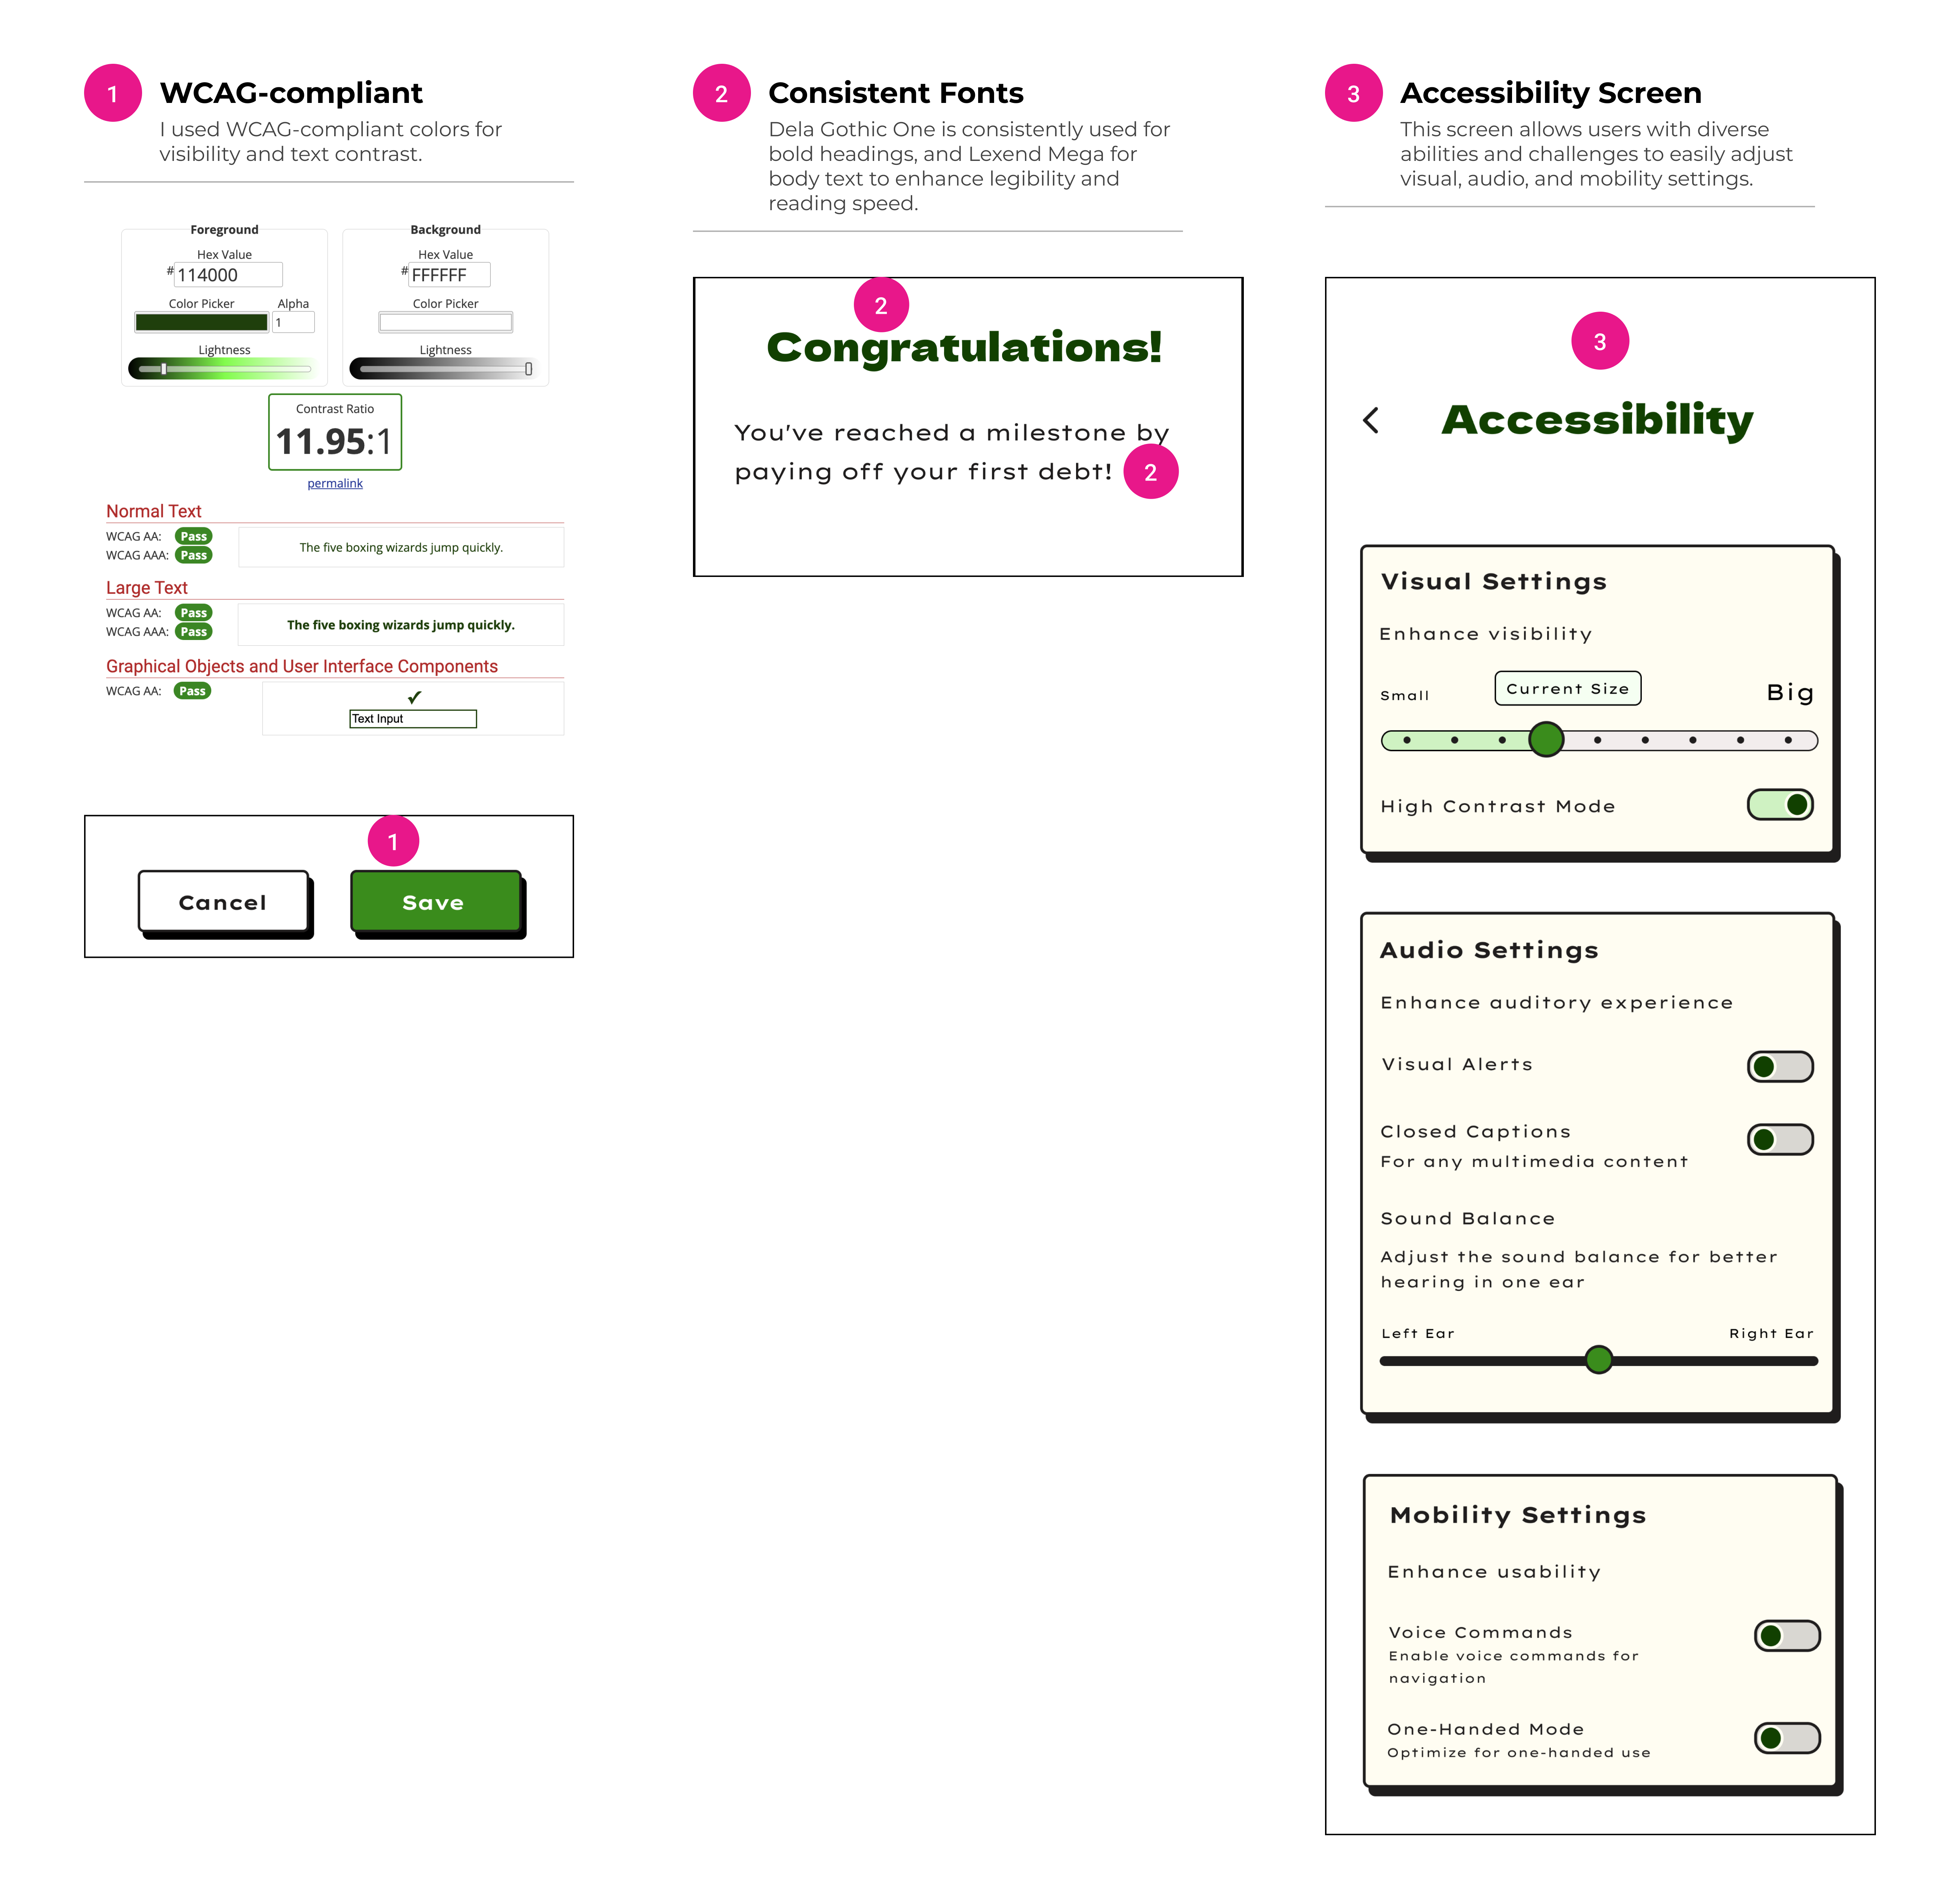 1
WCAG-compliant
I used WCAG-compliant colors for
visibility and text contrast.
Foreground
Hex Value
#114000
Color Picker
Alpha
1
Lightness
Background
Hex Value
#FFFFFF
Color Picker
Lightness
Contrast Ratio
11.95:1
permalink
Normal Text
WCAG AA: Pass
WCAG AAA: Pass
The five boxing wizards jump quickly.
Large Text
WCAG AA: Pass
WCAG AAA: Pass
The five boxing wizards jump quickly.
Graphical Objects and User Interface Components
WCAG AA: Pass
✓
Text Input
1
Cancel
Save
2
Consistent Fonts
Dela Gothic One is consistently used for
bold headings, and Lexend Mega for
body text to enhance legibility and
reading speed.
2
Congratulations!
You've reached a milestone by
paying off your first debt!
2
3
Accessibility Screen
This screen allows users with diverse
abilities and challenges to easily adjust
visual, audio, and mobility settings.
3
Accessibility
Visual Settings
Enhance visibility
Small
Current Size
Big
High Contrast Mode
Audio Settings
Enhance auditory experience
Visual Alerts
Closed Captions
For any multimedia content
Sound Balance
Adjust the sound balance for better
hearing in one ear
Left Ear
Right Ear
Mobility Settings
Enhance usability
Voice Commands
Enable voice commands for
navigation
One-Handed Mode
Optimize for one-handed use